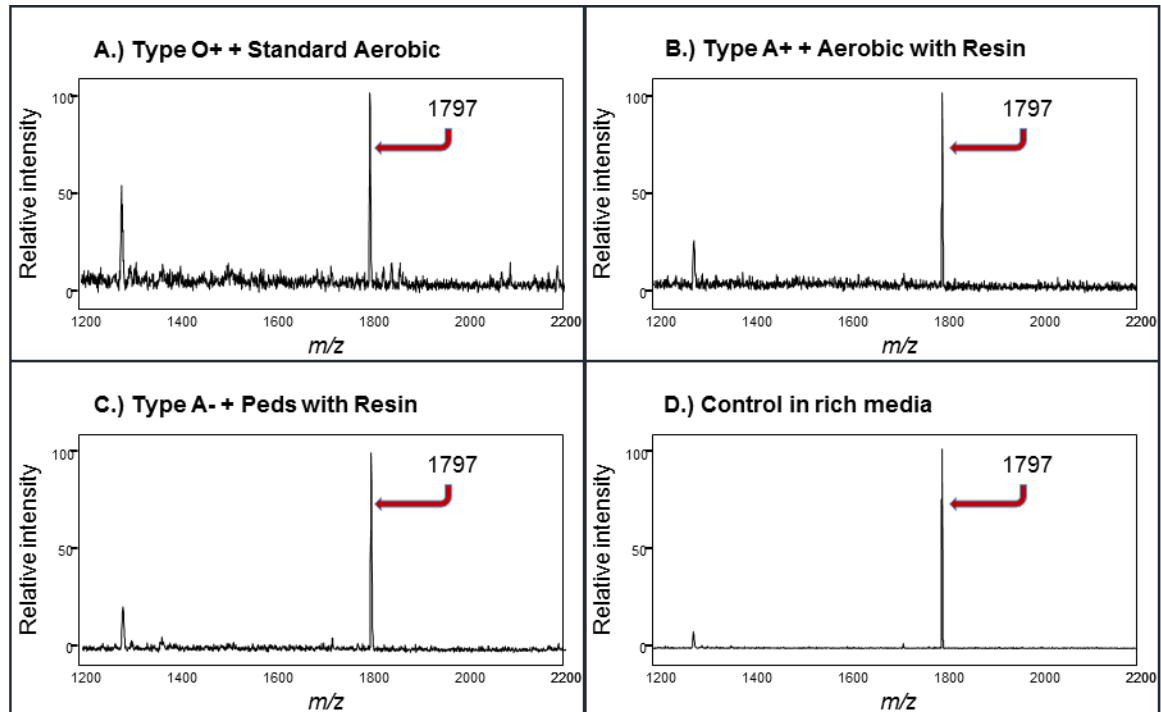 A.) Type O+ + Standard Aerobic
Relative intensity
100
50
0
1797
1200 1400 1600 1800 2000 2200
m/z
B.) Type A+ + Aerobic with Resin
Relative intensity
100
50
0
1797
1200 1400 1600 1800 2000 2200
m/z
C.) Type A- + Peds with Resin
Relative intensity
100
50
0
1797
1200 1400 1600 1800 2000 2200
m/z
D.) Control in rich media
Relative intensity
100
50
0
1797
1200 1400 1600 1800 2000 2200
m/z